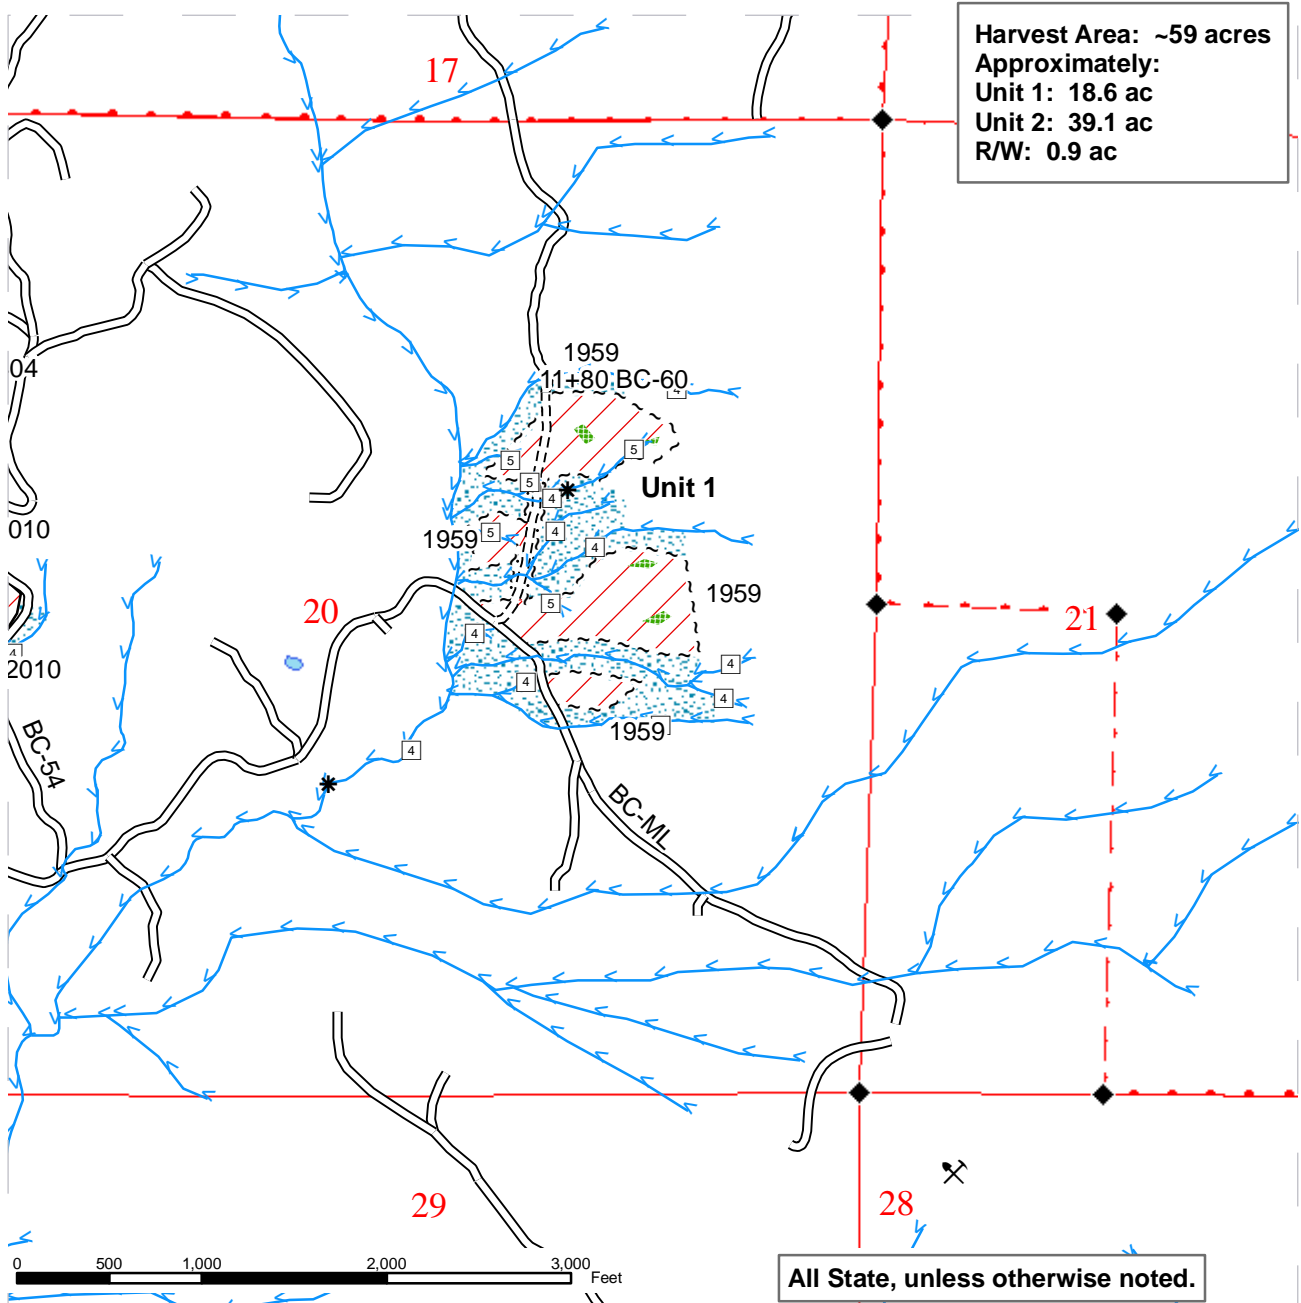 Harvest Area: ~59 acres
Approximately:
Unit 1: 18.6 ac
Unit 2: 39.1 ac
R/W: 0.9 ac
17
1959
11+80 BC-60
4
04
5
5
5
4
Unit 1
010
1959
5
4
4
1959
20
5
21
4
4
2010
4
4
4
1959
BC-54
4
BC-ML
29
28
0 500 1,000 2,000 3,000
Feet
All State, unless otherwise noted.